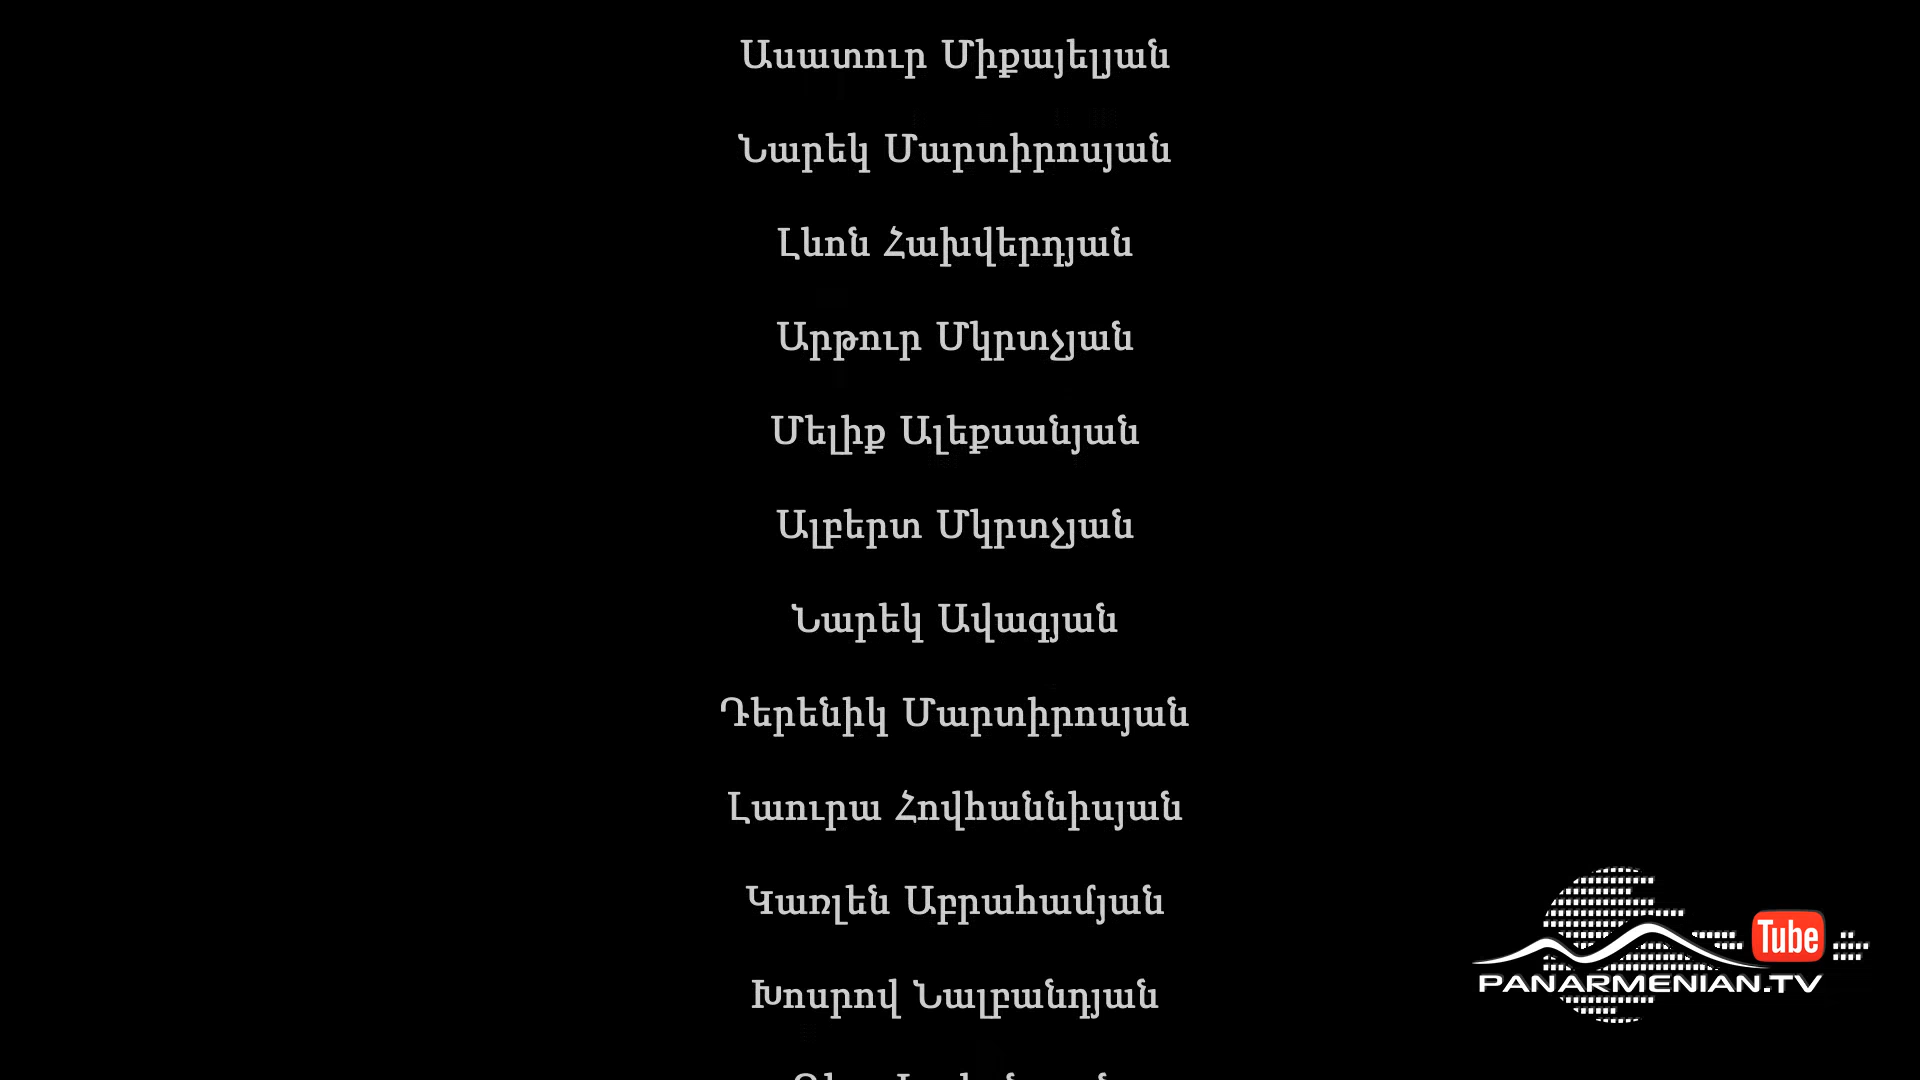 Ասատուր Միքայելյան
Նարեկ Մարտիրոսյան
Լևոն Հախվերդյան
Արթուր Մկրտչյան
Մելիք Ալեքսանյան
Ալբերտ Մկրտչյան
Նարեկ Ավագյան
Դերենիկ Մարտիրոսյան
Լաուրա Հովհաննիսյան
Կառլեն Աբրահամյան
Խոսրով Նալբանդյան
Tube
PANARMENIAN.TV